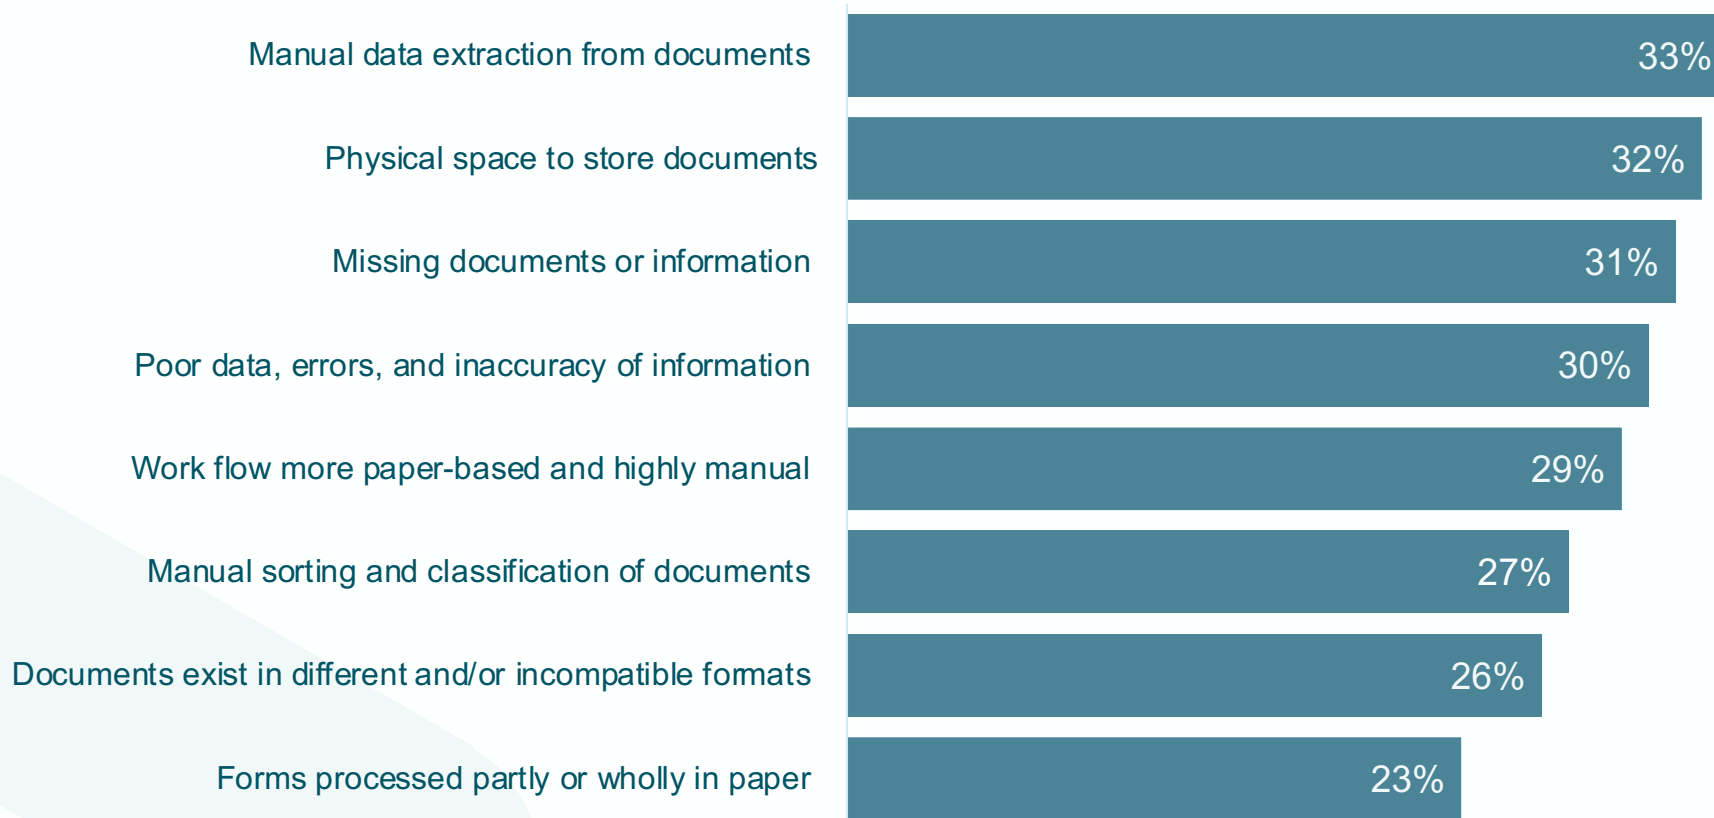 Manual data extraction from documents 33%
Physical space to store documents 32%
Missing documents or information 31%
Poor data, errors, and inaccuracy of information 30%
Work flow more paper-based and highly manual 29%
Manual sorting and classification of documents 27%
Documents exist in different and/or incompatible formats 26%
Forms processed partly or wholly in paper 23%